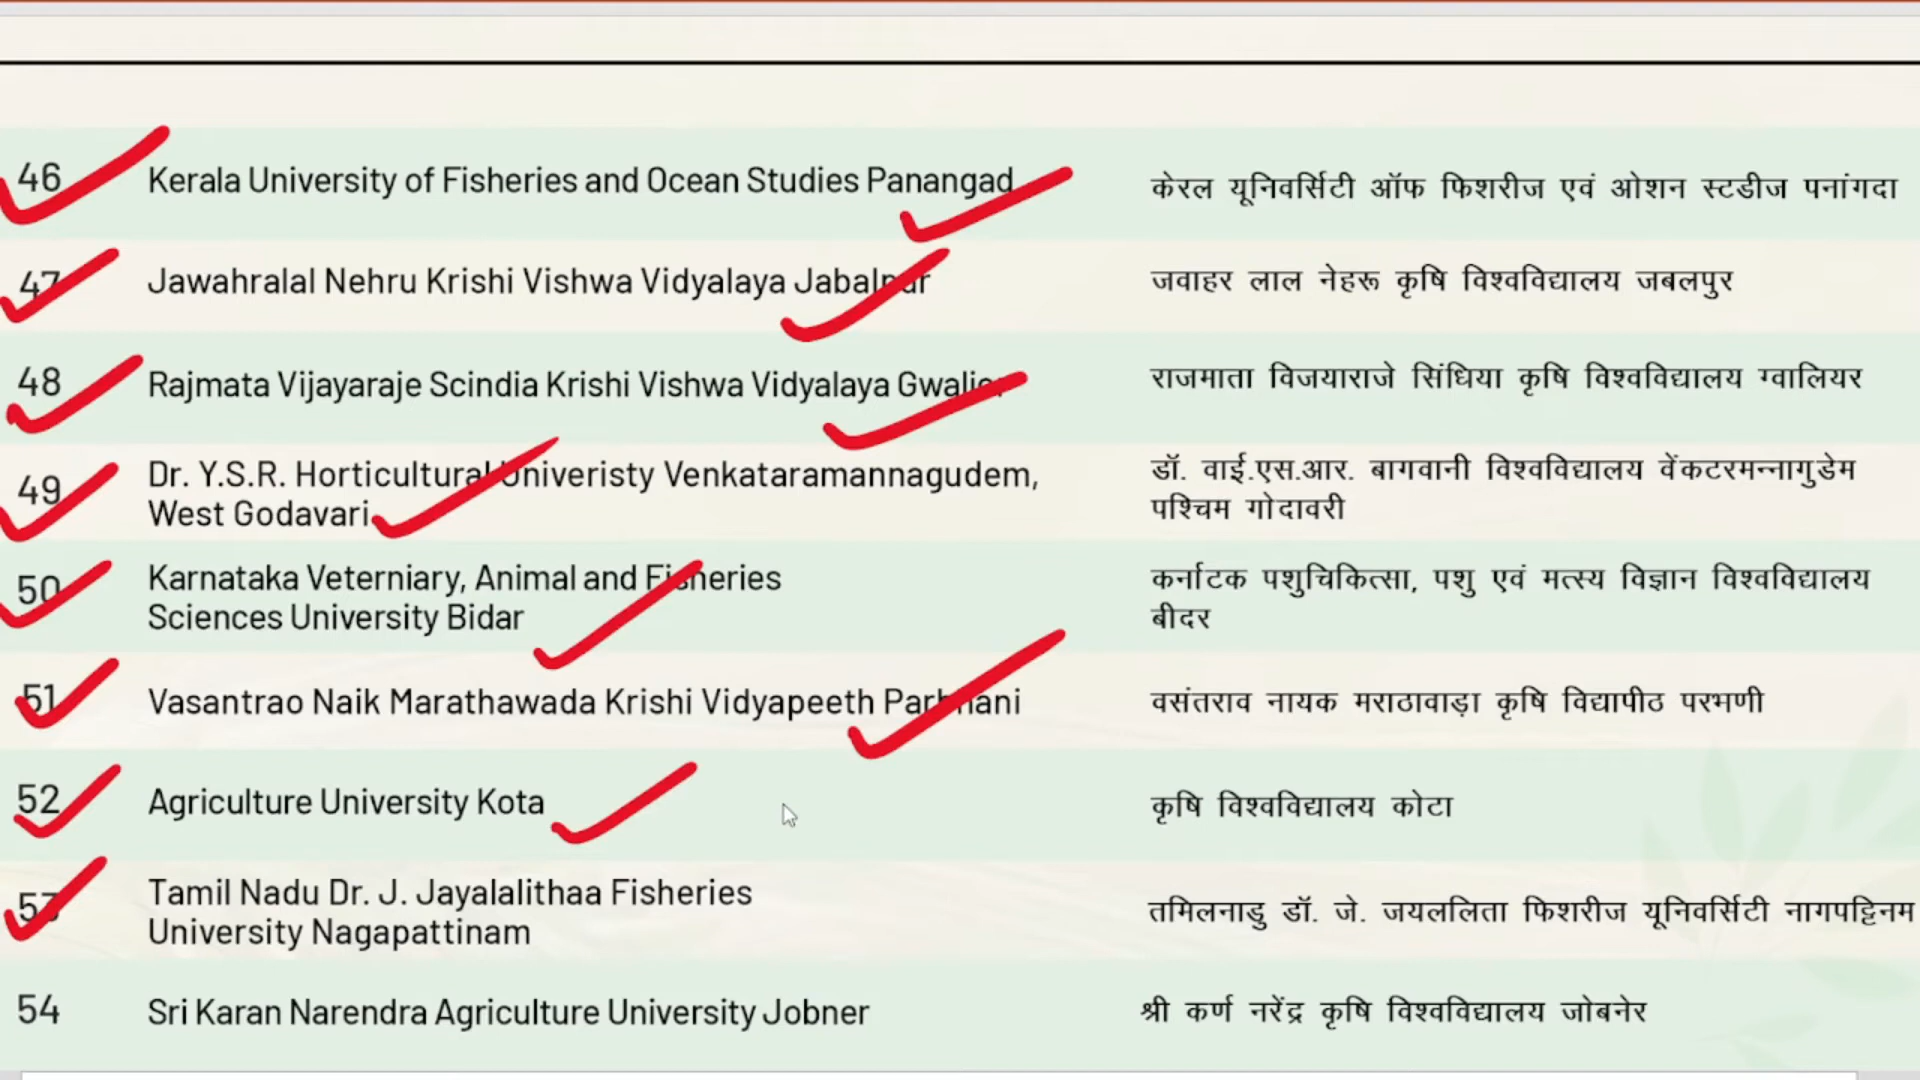 46 Kerala University of Fisheries and Ocean Studies Panangad केरल यूनिवर्सिटी ऑफ फिशरीज एवं ओशन स्टडीज पनांगदा
47 Jawahralal Nehru Krishi Vishwa Vidyalaya Jabalpur जवाहर लाल नेहरू कृषि विश्वविद्यालय जबलपुर
48 Rajmata Vijayaraje Scindia Krishi Vishwa Vidyalaya Gwalior राजमाता विजयाराजे सिंधिया कृषि विश्वविद्यालय ग्वालियर
49 Dr. Y.S.R. Horticultural Univeristy Venkataramannagudem, डॉ. वाई.एस.आर. बागवानी विश्वविद्यालय वेंकटरमन्नागुडेम
West Godavari पश्चिम गोदावरी
50 Karnataka Veterniary, Animal and Fisheries कर्नाटक पशुचिकित्सा, पशु एवं मत्स्य विज्ञान विश्वविद्यालय
Sciences University Bidar बीदर
51 Vasantrao Naik Marathawada Krishi Vidyapeeth Parbhani वसंतराव नायक मराठावाड़ा कृषि विद्यापीठ परभणी
52 Agriculture University Kota कृषि विश्वविद्यालय कोटा
53 Tamil Nadu Dr. J. Jayalalithaa Fisheries तमिलनाडु डॉ. जे. जयललिता फिशरीज यूनिवर्सिटी नागपट्टिनम
University Nagapattinam
54 Sri Karan Narendra Agriculture University Jobner श्री कर्ण नरेंद्र कृषि विश्वविद्यालय जोबनेर